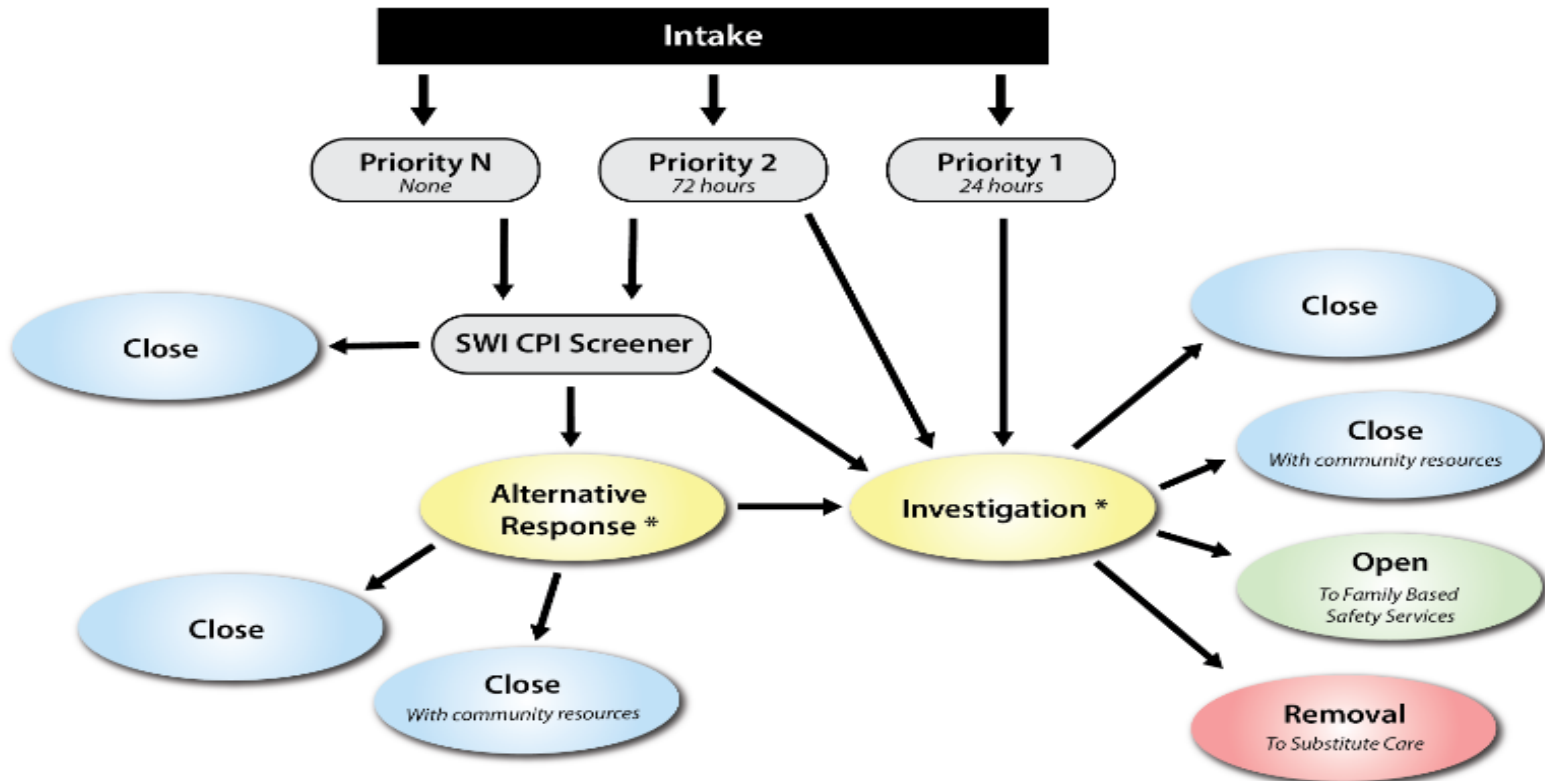 Intake
Priority N
None
Priority 2
72 hours
Priority 1
24 hours
Close
SWI CPI Screener
Close
Close
With community resources
Alternative
Response *
Investigation *
Open
To Family Based
Safety Services
Close
Close
With community resources
Removal
To Substitute Care